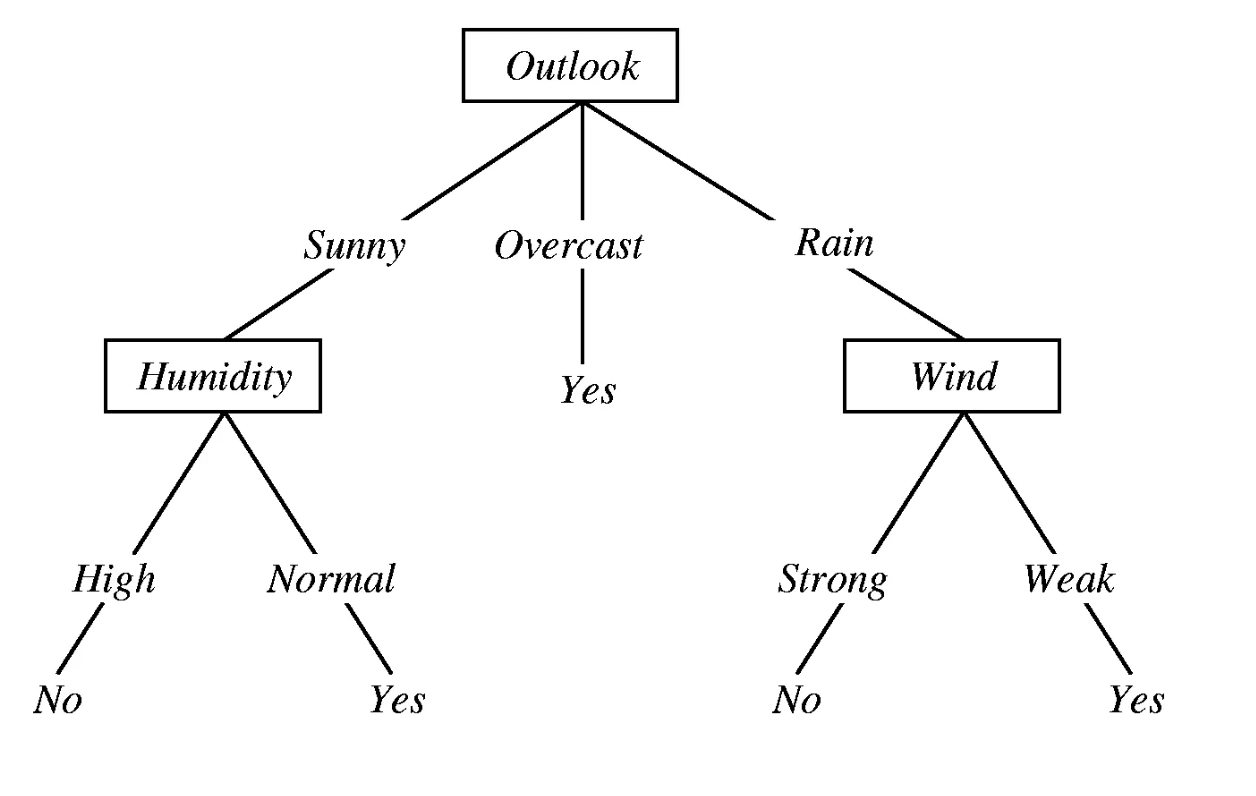 Outlook
Sunny Overcast Rain
Humidity Yes Wind
High Normal Strong Weak
No Yes No Yes